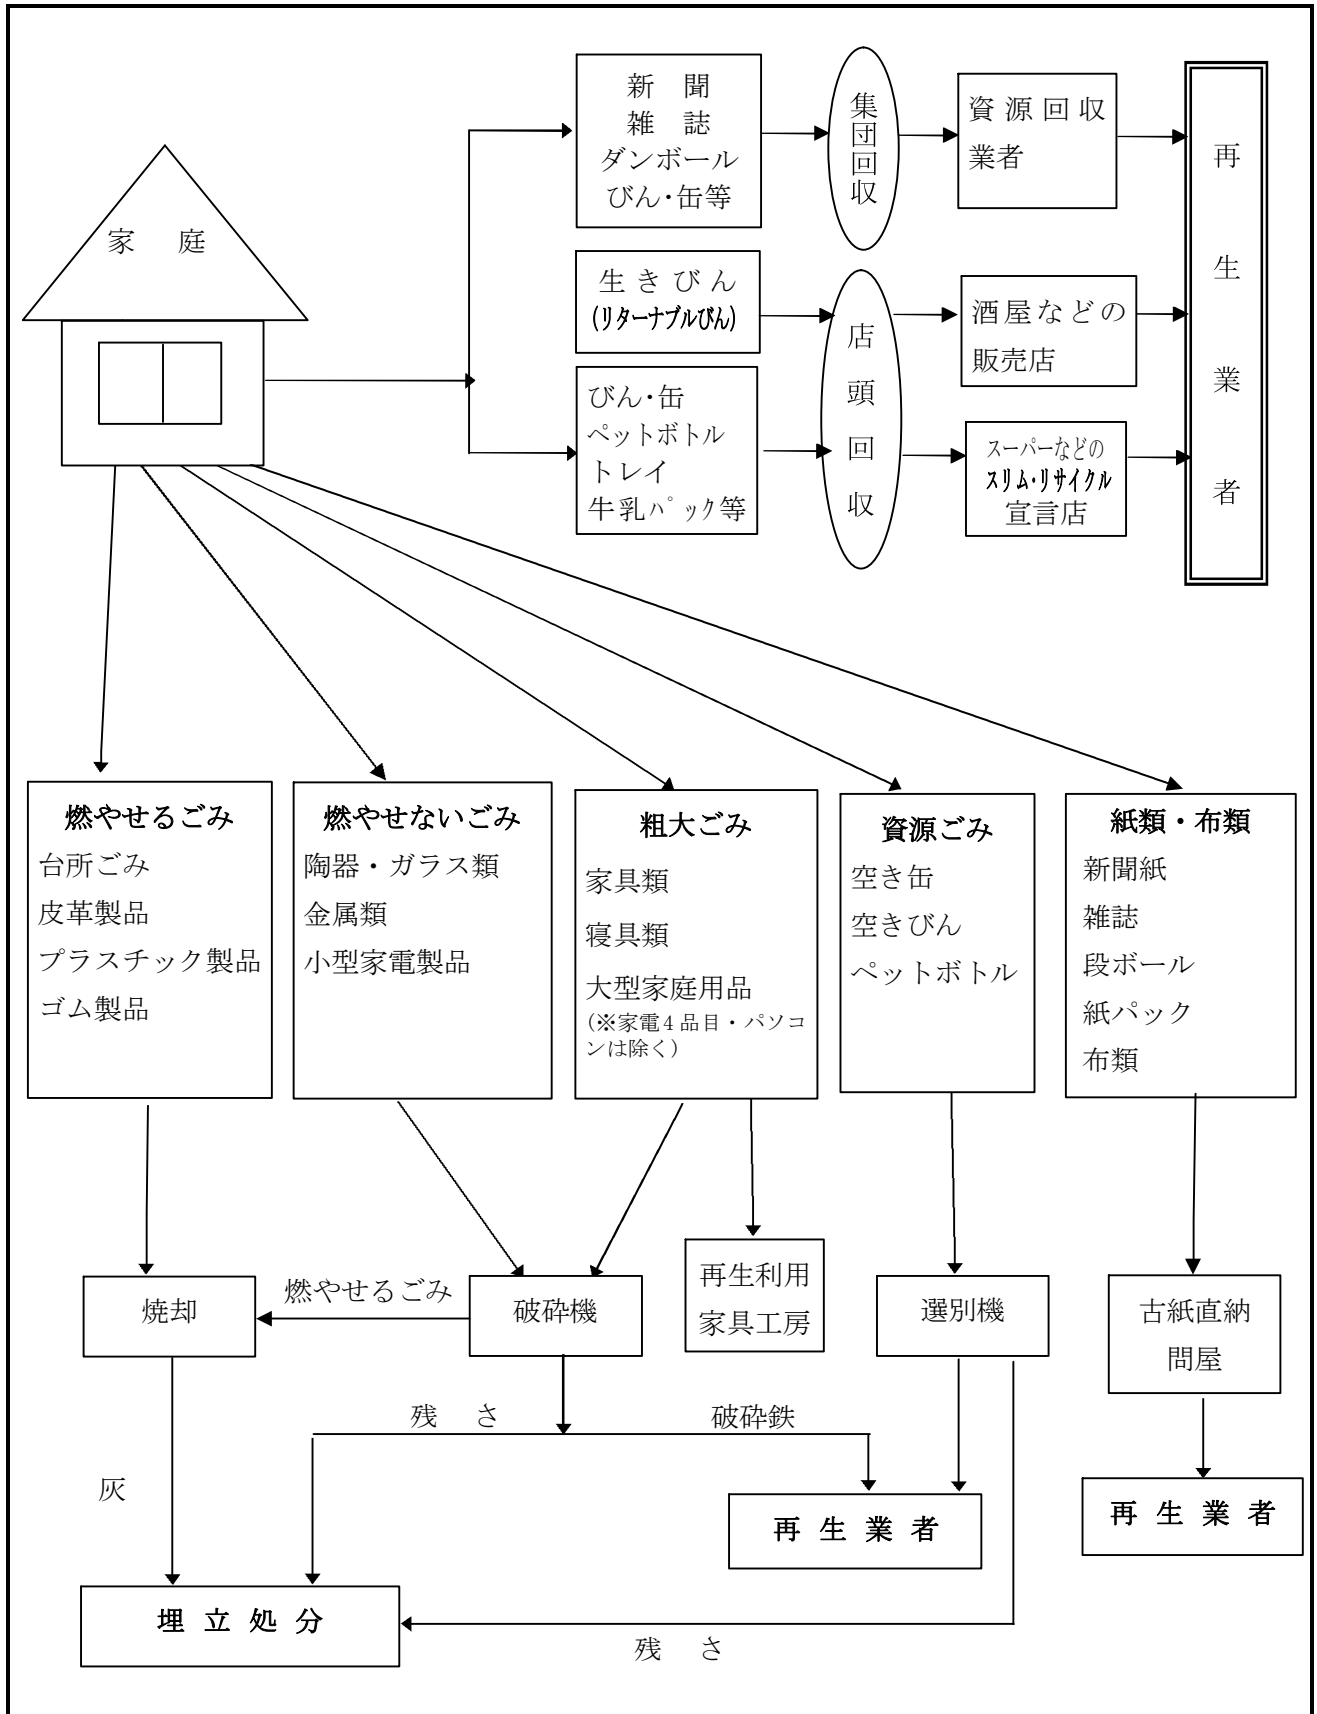 家　庭
新　聞
雑　誌
ダンボール
びん・缶等
集団回収
資源回収
業者
再生業者
生きびん
(リターナブルびん)
店頭回収
酒屋などの
販売店
びん・缶
ペットボトル
トレイ
牛乳パック等
スーパーなどの
スリム・リサイクル
宣言店
燃やせるごみ
台所ごみ
皮革製品
プラスチック製品
ゴム製品
燃やせないごみ
陶器・ガラス類
金属類
小型家電製品
粗大ごみ
家具類
寝具類
大型家庭用品
(※家電4品目・パソコ
ンは除く)
資源ごみ
空き缶
空きびん
ペットボトル
紙類・布類
新聞紙
雑誌
段ボール
紙パック
布類
焼却
燃やせるごみ
破砕機
再生利用
家具工房
選別機
古紙直納
問屋
残　さ
破砕鉄
灰
再生業者
再生業者
埋立処分
残　さ